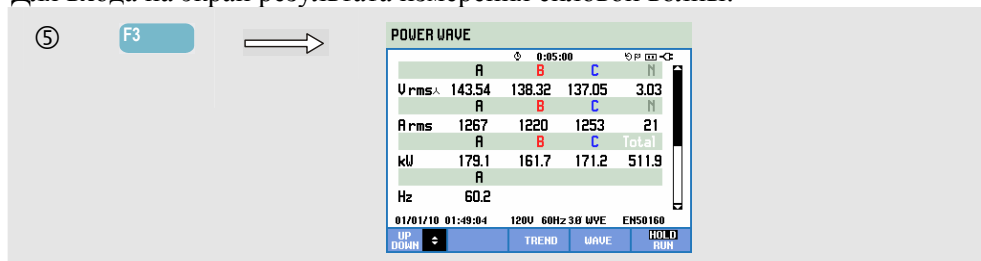 Для входа на экран результата измерения силовой волны:
⑤ F3 POWER WAVE
0:05:00
A B C N
V rms⅄ 143.54 138.32 137.05 3.03
A B C N
A rms 1267 1220 1253 21
A B C Total
kW 179.1 161.7 171.2 511.9
A
Hz 60.2
01/01/10 01:49:04 120V 60Hz 3Ø WYE EN50160
UP DOWN TREND WAVE HOLD RUN